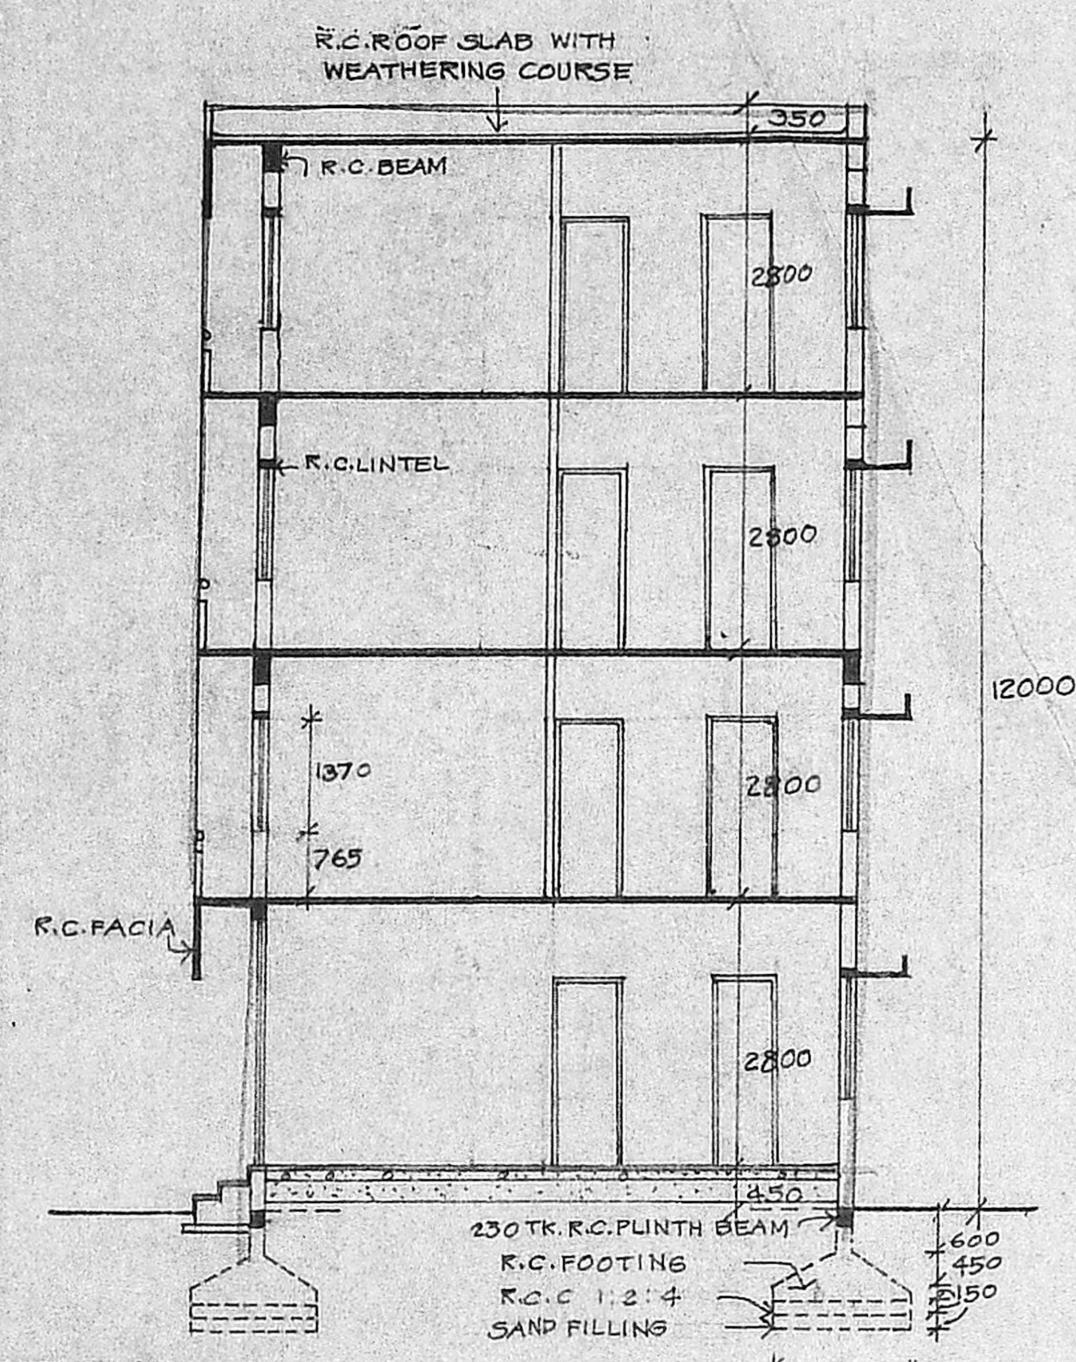 R.C.ROOF SLAB WITH
WEATHERING COURSE
350
R.C.BEAM
2800
R.C.LINTEL
2800
12000
1370
2800
765
R.C.FACIA
2800
450
230 TK. R.C.PLINTH BEAM
600
R.C.FOOTING
450
R.C.C 1:2:4
150
SAND FILLING